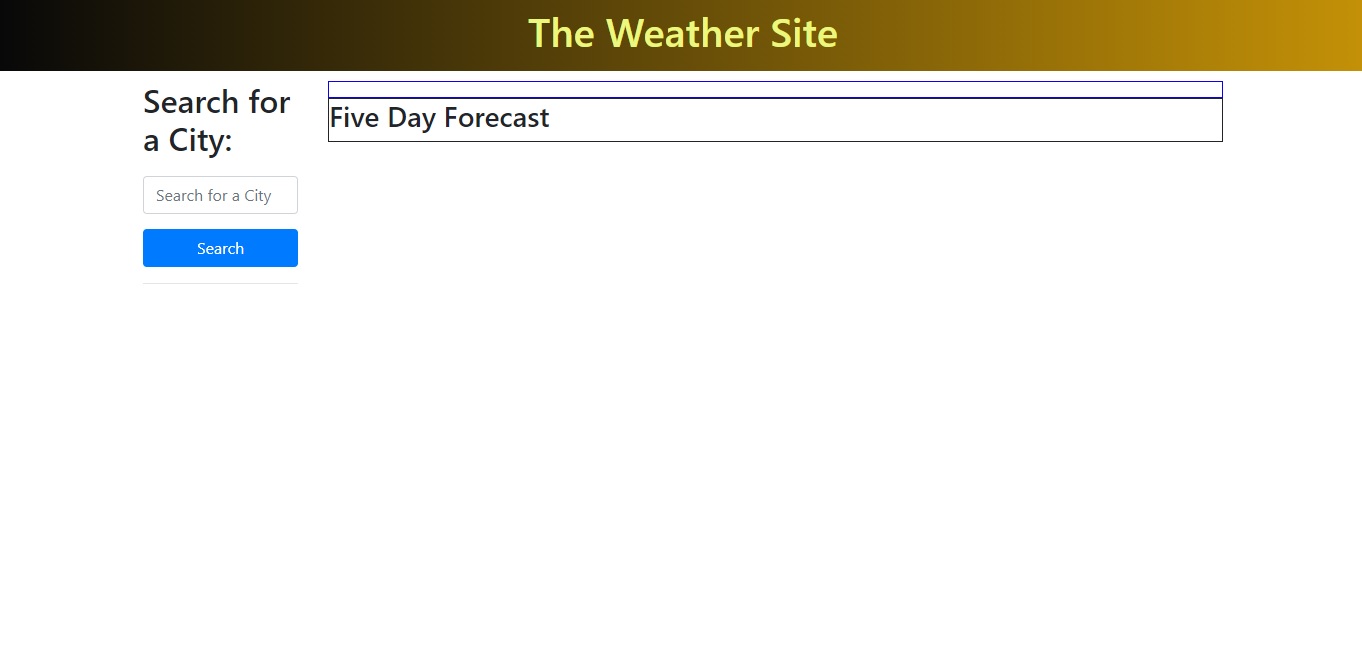 The Weather Site
Search for
a City:
Search for a City
Search
Five Day Forecast